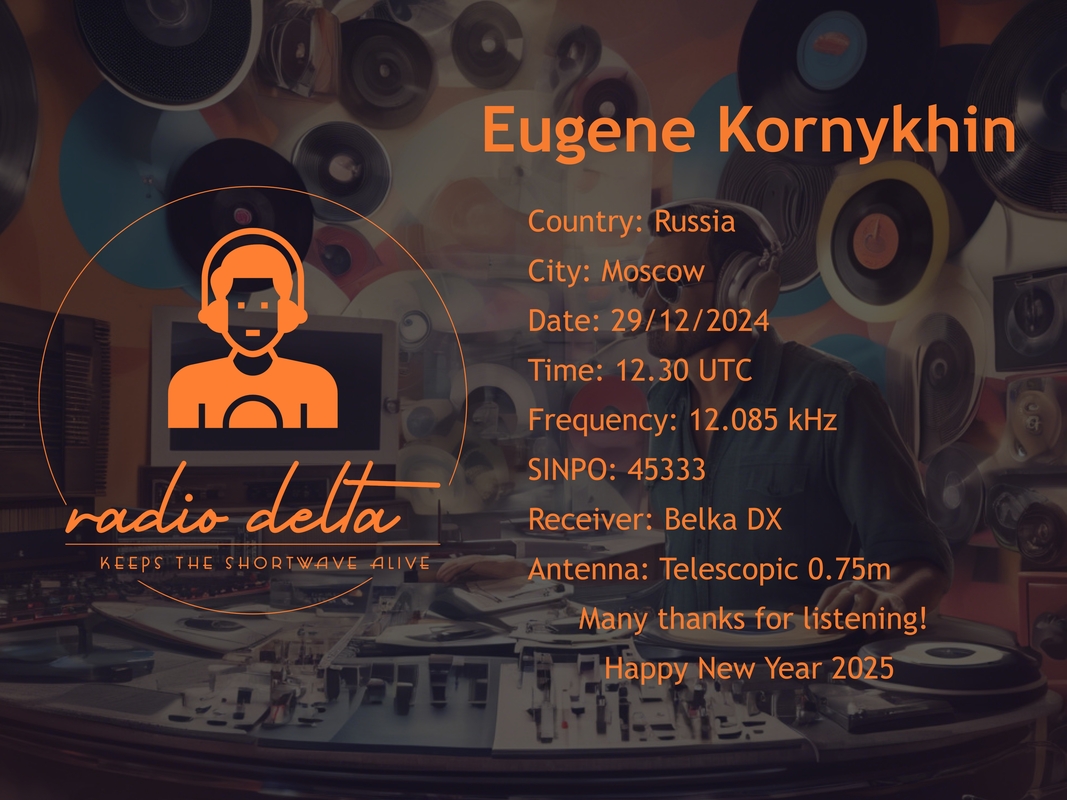 Eugene Kornykhin
Country: Russia
City: Moscow
Date: 29/12/2024
Time: 12.30 UTC
Frequency: 12.085 kHz
SINPO: 45333
Receiver: Belka DX
Antenna: Telescopic 0.75m
Many thanks for listening!
Happy New Year 2025
radio delta
KEEPS THE SHORTWAVE ALIVE